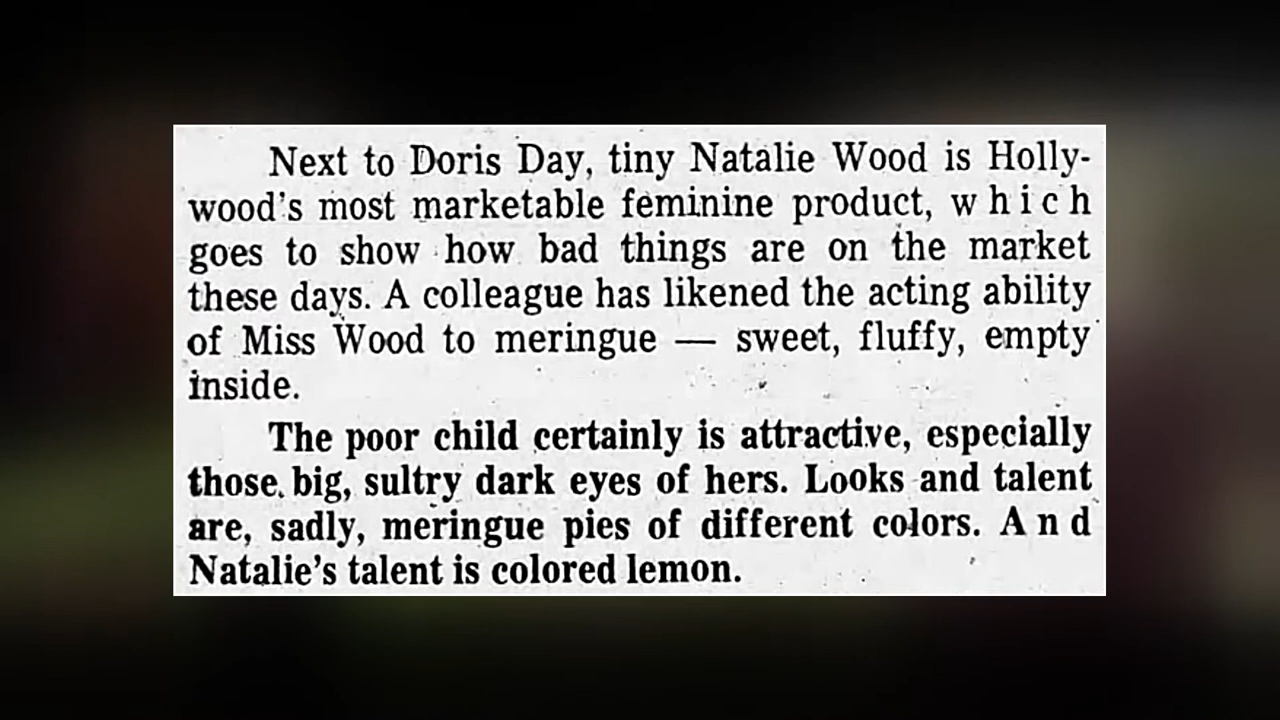 Next to Doris Day, tiny Natalie Wood is Holly-
wood's most marketable feminine product, which
goes to show how bad things are on the market
these days. A colleague has likened the acting ability
of Miss Wood to meringue — sweet, fluffy, empty
inside.
The poor child certainly is attractive, especially
those big, sultry dark eyes of hers. Looks and talent
are, sadly, meringue pies of different colors. And
Natalie's talent is colored lemon.